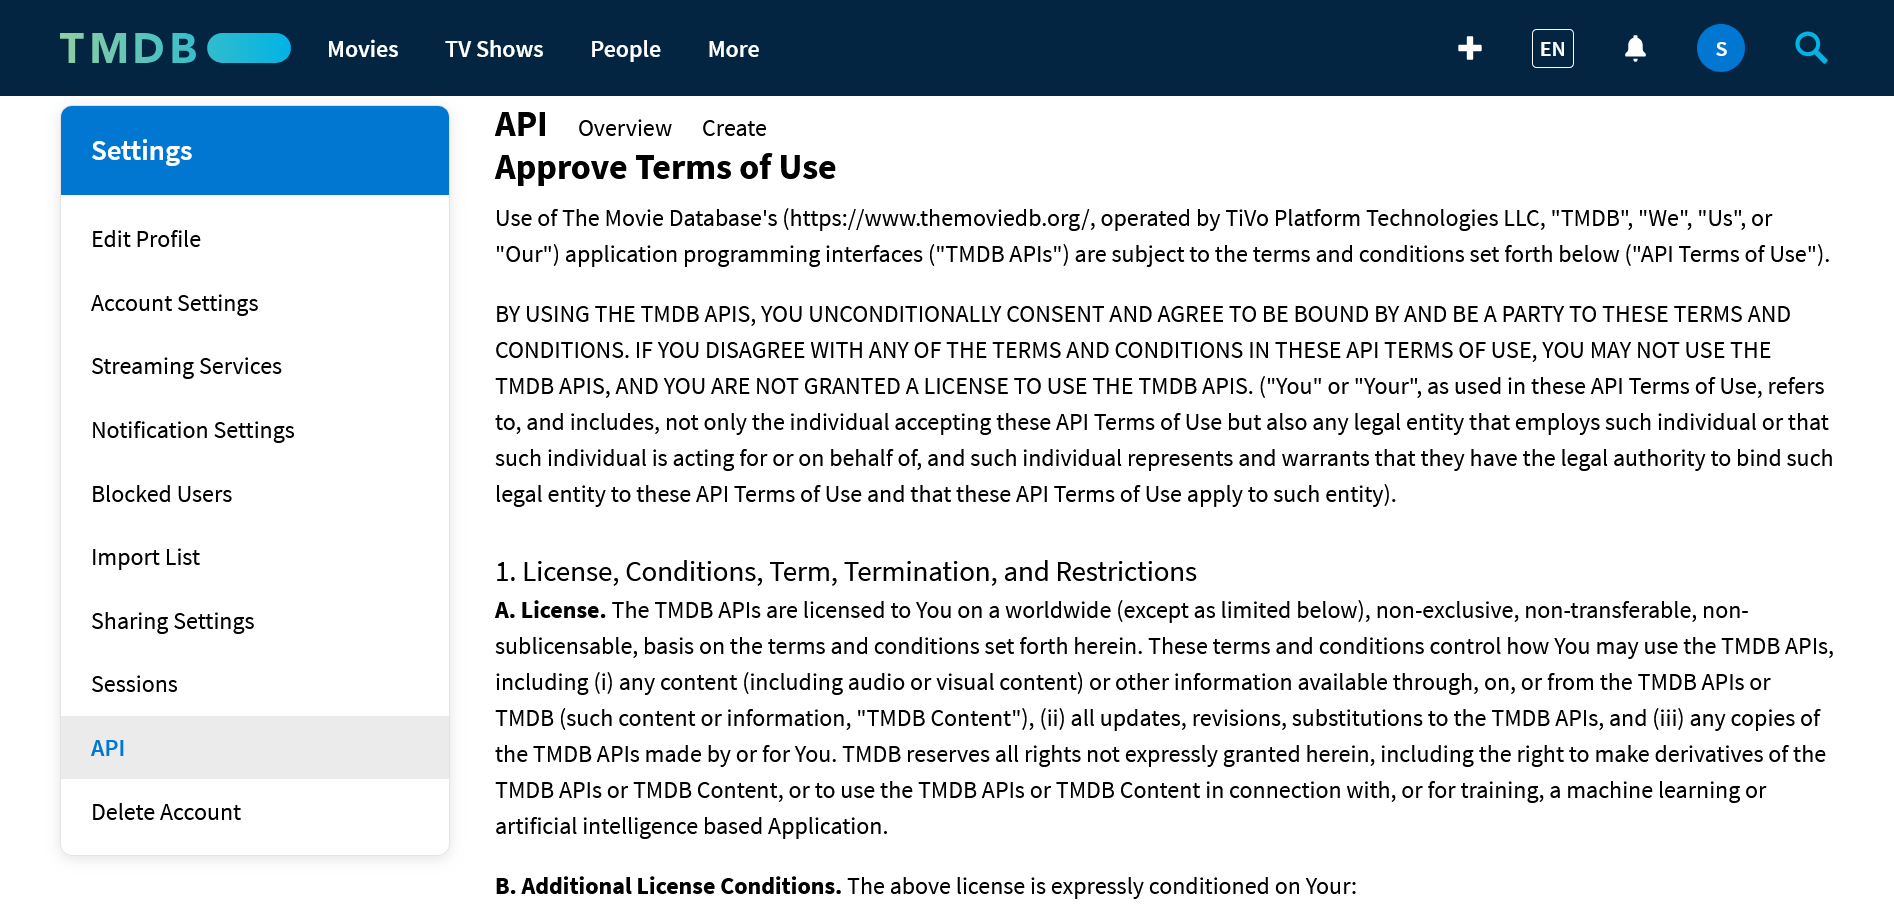 TMDB
Movies
TV Shows
People
More
EN
S
Settings
Edit Profile
Account Settings
Streaming Services
Notification Settings
Blocked Users
Import List
Sharing Settings
Sessions
API
Delete Account
API
Overview
Create
Approve Terms of Use
Use of The Movie Database's (https://www.themoviedb.org/, operated by TiVo Platform Technologies LLC, "TMDB", "We", "Us", or
"Our") application programming interfaces ("TMDB APIs") are subject to the terms and conditions set forth below ("API Terms of Use").
BY USING THE TMDB APIS, YOU UNCONDITIONALLY CONSENT AND AGREE TO BE BOUND BY AND BE A PARTY TO THESE TERMS AND
CONDITIONS. IF YOU DISAGREE WITH ANY OF THE TERMS AND CONDITIONS IN THESE API TERMS OF USE, YOU MAY NOT USE THE
TMDB APIS, AND YOU ARE NOT GRANTED A LICENSE TO USE THE TMDB APIS. ("You" or "Your", as used in these API Terms of Use, refers
to, and includes, not only the individual accepting these API Terms of Use but also any legal entity that employs such individual or that
such individual is acting for or on behalf of, and such individual represents and warrants that they have the legal authority to bind such
legal entity to these API Terms of Use and that these API Terms of Use apply to such entity).
1. License, Conditions, Term, Termination, and Restrictions
A. License. The TMDB APIs are licensed to You on a worldwide (except as limited below), non-exclusive, non-transferable, non-
sublicensable, basis on the terms and conditions set forth herein. These terms and conditions control how You may use the TMDB APIs,
including (i) any content (including audio or visual content) or other information available through, on, or from the TMDB APIs or
TMDB (such content or information, "TMDB Content"), (ii) all updates, revisions, substitutions to the TMDB APIs, and (iii) any copies of
the TMDB APIs made by or for You. TMDB reserves all rights not expressly granted herein, including the right to make derivatives of the
TMDB APIs or TMDB Content, or to use the TMDB APIs or TMDB Content in connection with, or for training, a machine learning or
artificial intelligence based Application.
B. Additional License Conditions. The above license is expressly conditioned on Your: